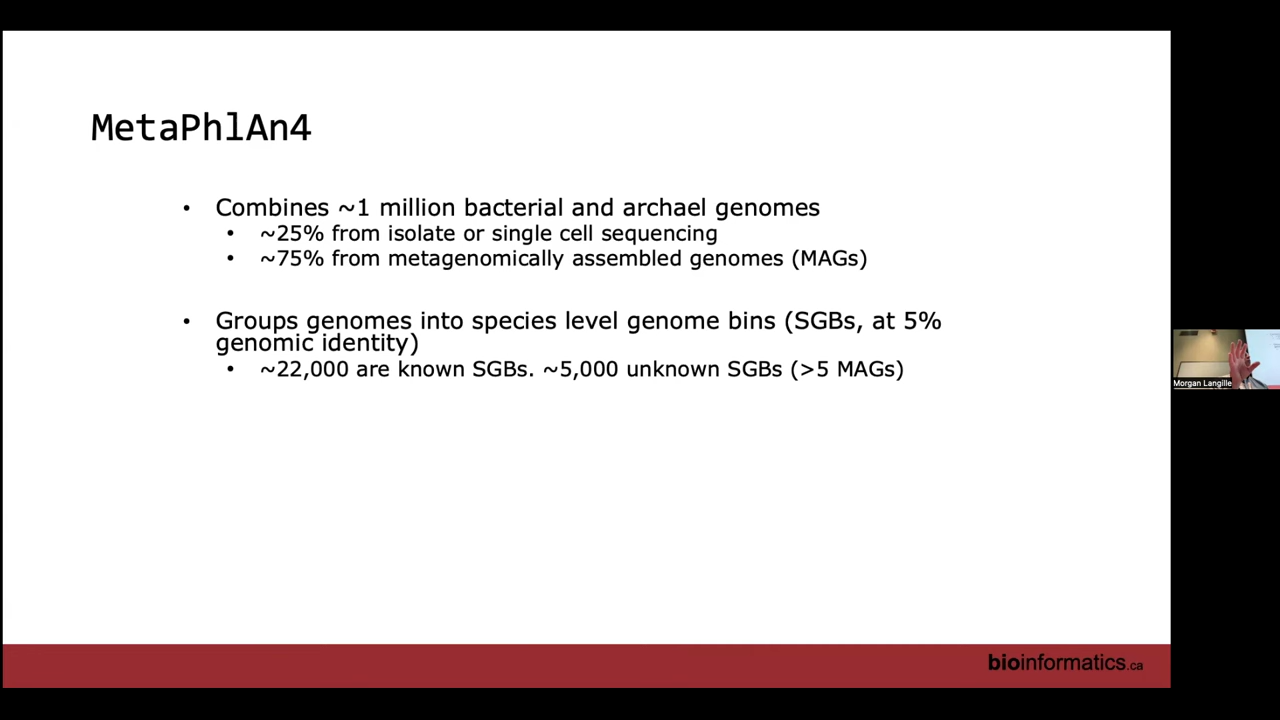 MetaPhlAn4
• Combines ~1 million bacterial and archael genomes
• ~25% from isolate or single cell sequencing
• ~75% from metagenomically assembled genomes (MAGs)
• Groups genomes into species level genome bins (SGBs, at 5%
genomic identity)
• ~22,000 are known SGBs. ~5,000 unknown SGBs (>5 MAGs)
Morgan Langille
bioinformatics.ca